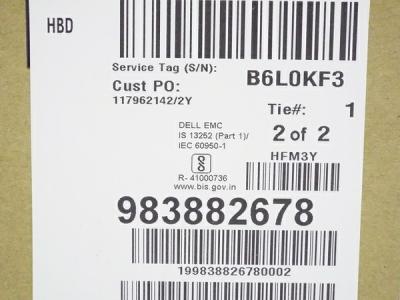 HBD
Service Tag (S/N): B6L0KF3
Cust PO:
117962142/2Y
Tie#: 1
DELL EMC
IS 13252 (Part 1)/
IEC 60950-1
2 of 2
HFM3Y
R- 41000736
www.bis.gov.in
983882678
199838826780002